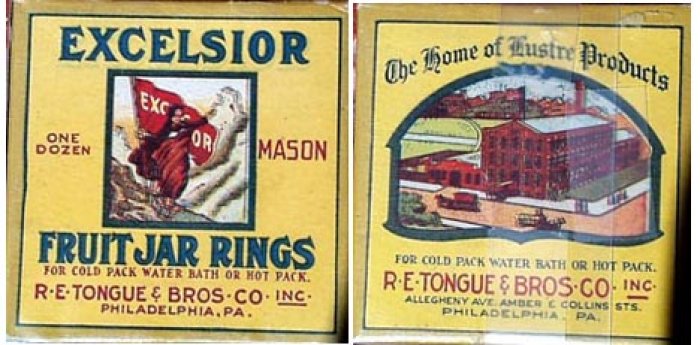 EXCELSIOR
EXCELSIOR
ONE
DOZEN
MASON
FRUIT JAR RINGS
FOR COLD PACK WATER BATH OR HOT PACK.
R·E·TONGUE & BROS·CO· INC·
PHILADELPHIA, PA.
The Home of Lustre Products
FOR COLD PACK WATER BATH OR HOT PACK.
R·E·TONGUE & BROS·CO· INC·
ALLEGHENY AVE. AMBER & COLLINS STS.
PHILADELPHIA. PA.